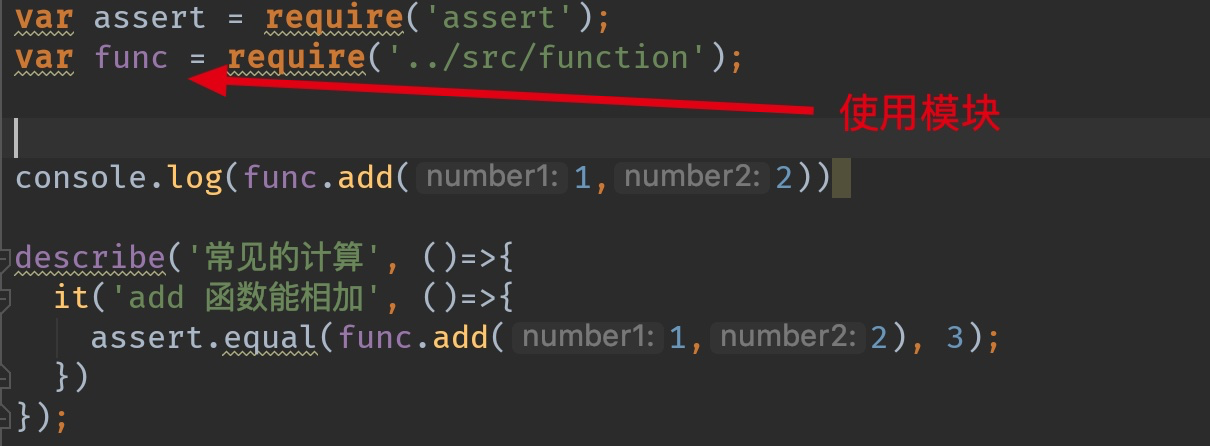 var assert = require('assert');
var func = require('../src/function');
使用模块
console.log(func.add( number1: 1, number2: 2))
describe('常见的计算', ()=>{
it('add 函数能相加', ()=>{
assert.equal(func.add( number1: 1, number2: 2), 3);
})
});